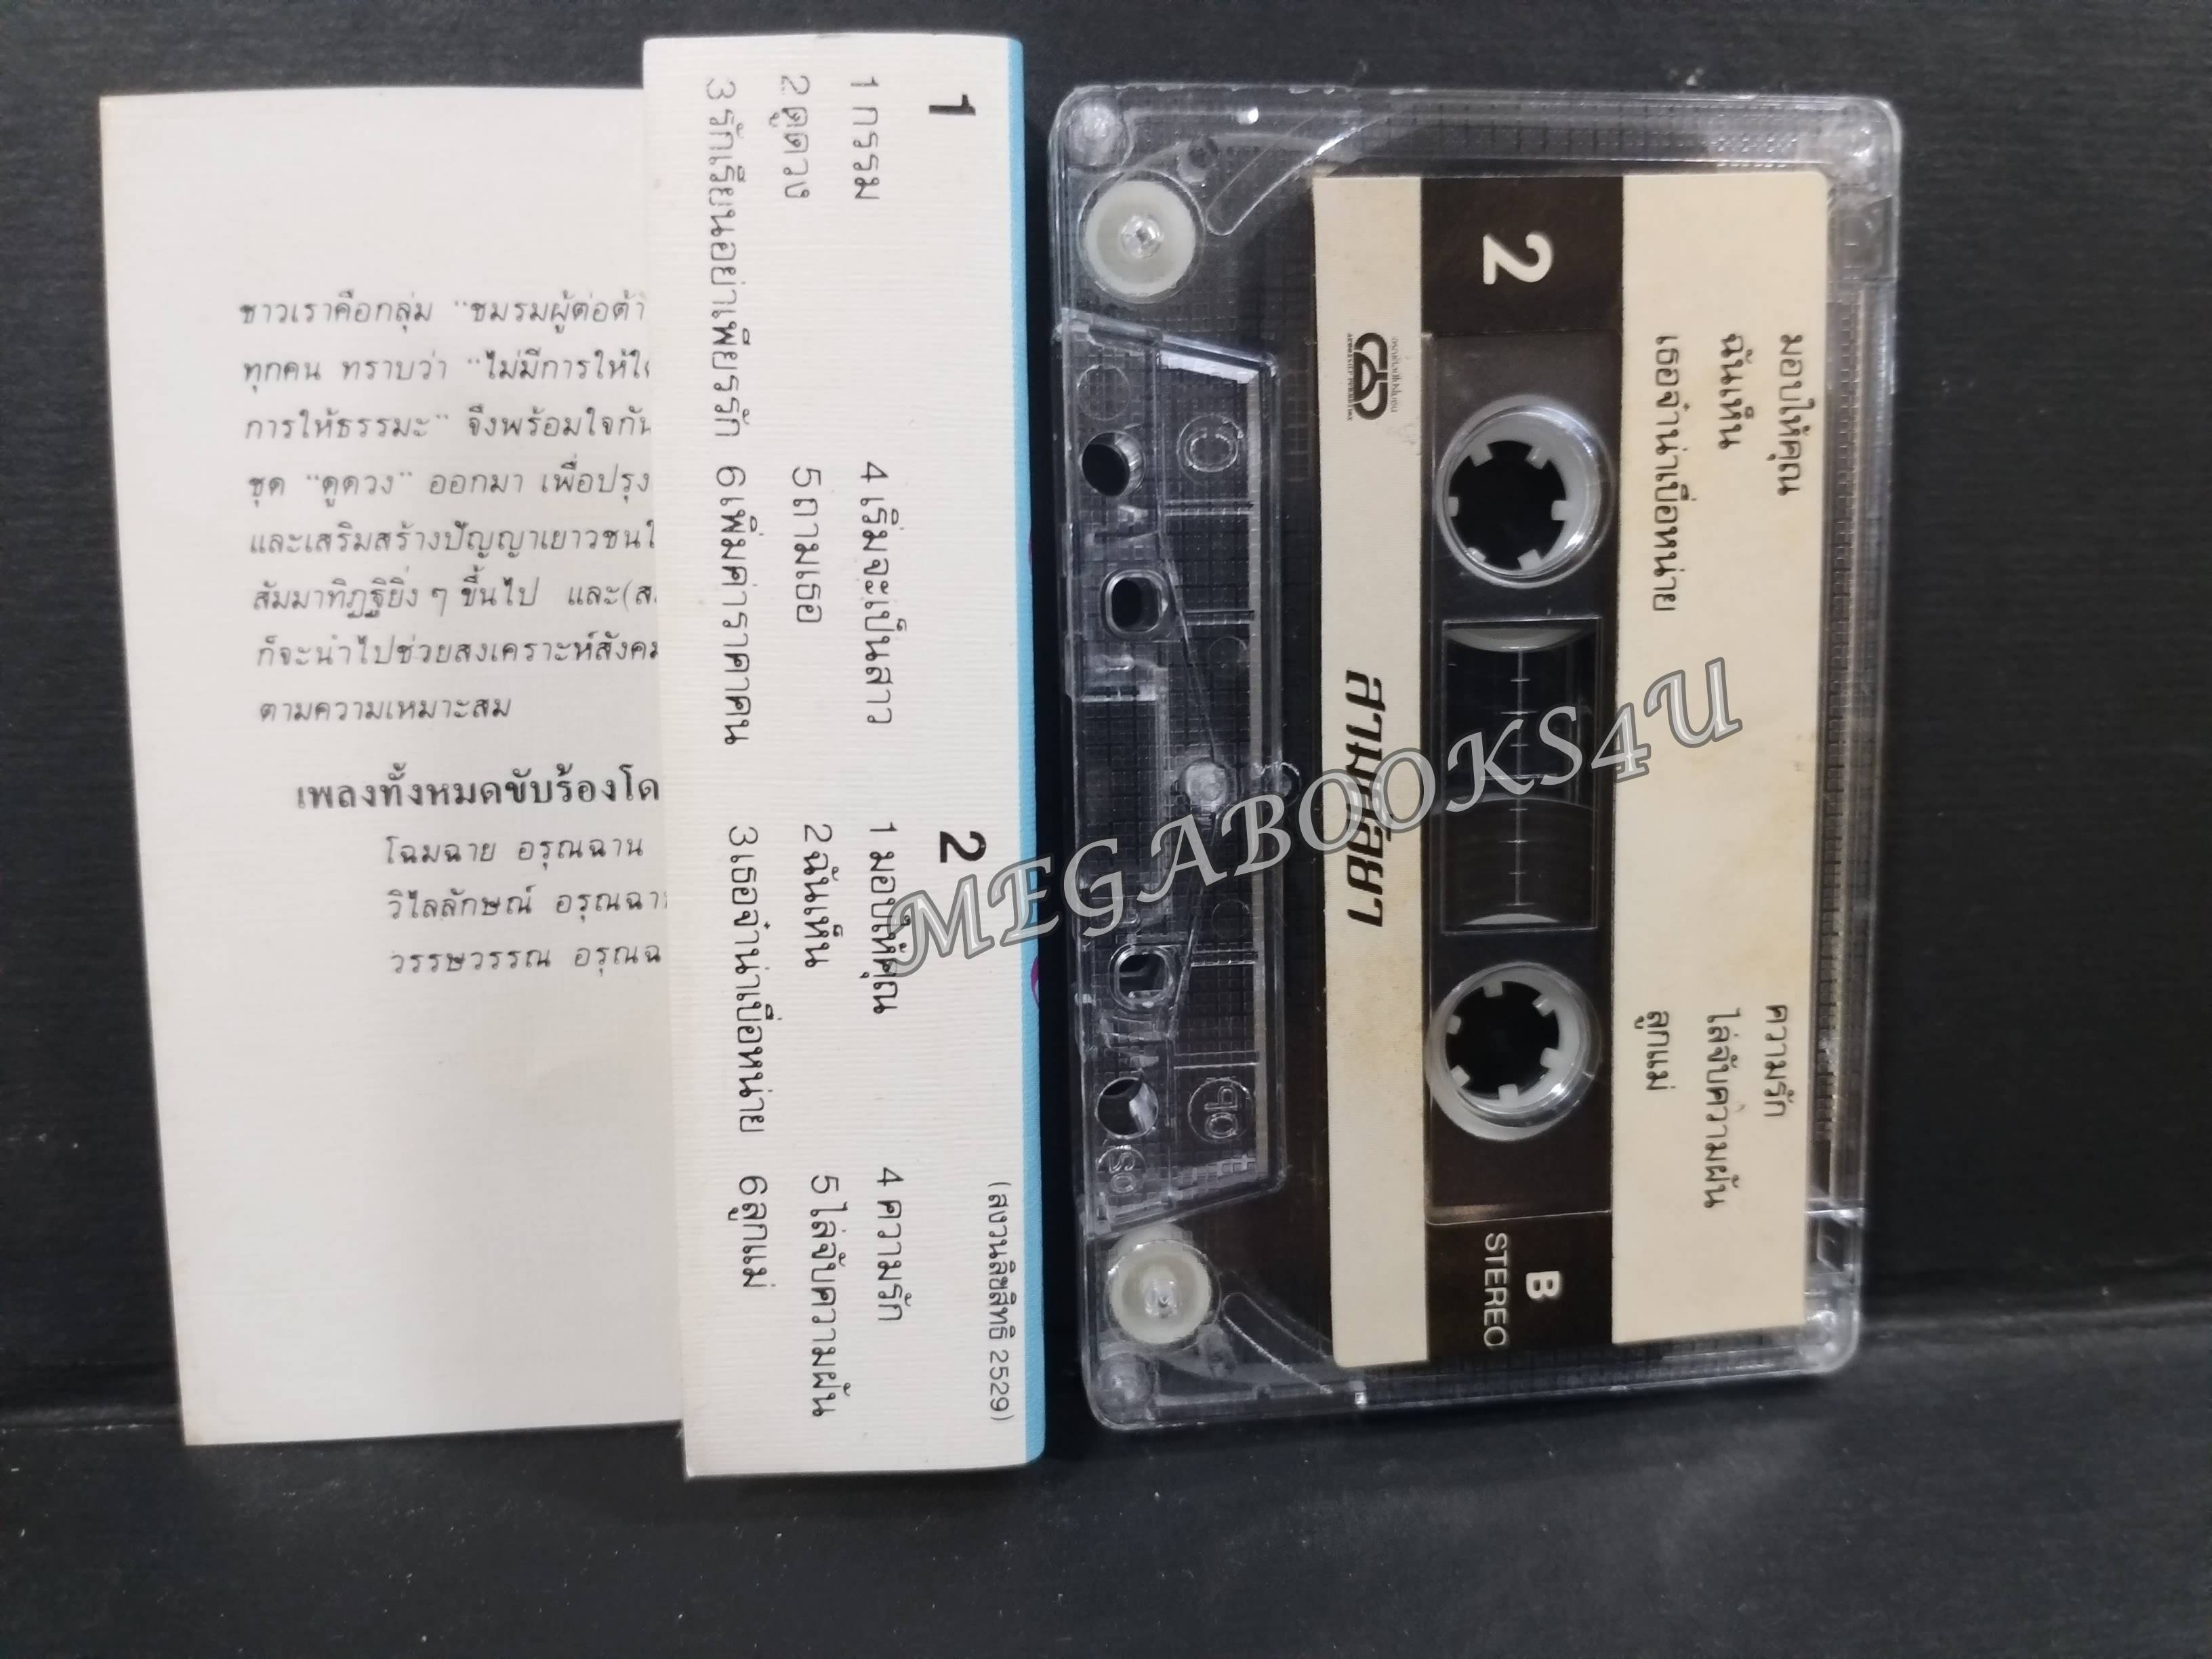 ชาวเราคือกลุ่ม "ชมรมผู้ต่อต้า
ทุกคน ทราบว่า "ไม่มีการให้ใด
การให้ธรรมะ" จึงพร้อมใจกัน
ชุด "ดูดวง" ออกมา เพื่อปรุง
และเสริมสร้างปัญญาเยาวชนใ
สัมมาทิฏฐิยิ่ง ๆ ขึ้นไป และ(ส
ก็จะนำไปช่วยสงเคราะห์สังคม
ตามความเหมาะสม
เพลงทั้งหมดขับร้องโด
โฉมฉาย อรุณฉาน
วิไลลักษณ์ อรุณฉา
วรรษวรรณ อรุณฉ
1
1 กรรม
2 ดูดวง
3 รักเรียนอย่าเพียรรัก
4 เริ่มจะเป็นสาว
5 ถามเธอ
6 เพิ่มค่าราคาคน
2
1 มอบให้คุณ
2 ฉันเห็น
3 เธอจ๋าน่าเบื่อหน่าย
4 ความรัก
5 ไล่จับความฝัน
6 ลูกแม่
(สงวนลิขสิทธิ 2529)
มอบให้คุณ
ฉันเห็น
เธอจ๋าน่าเบื่อหน่าย
ความรัก
ไล่จับความฝัน
ลูกแม่
2
B
STEREO
MEGABOOKS4U